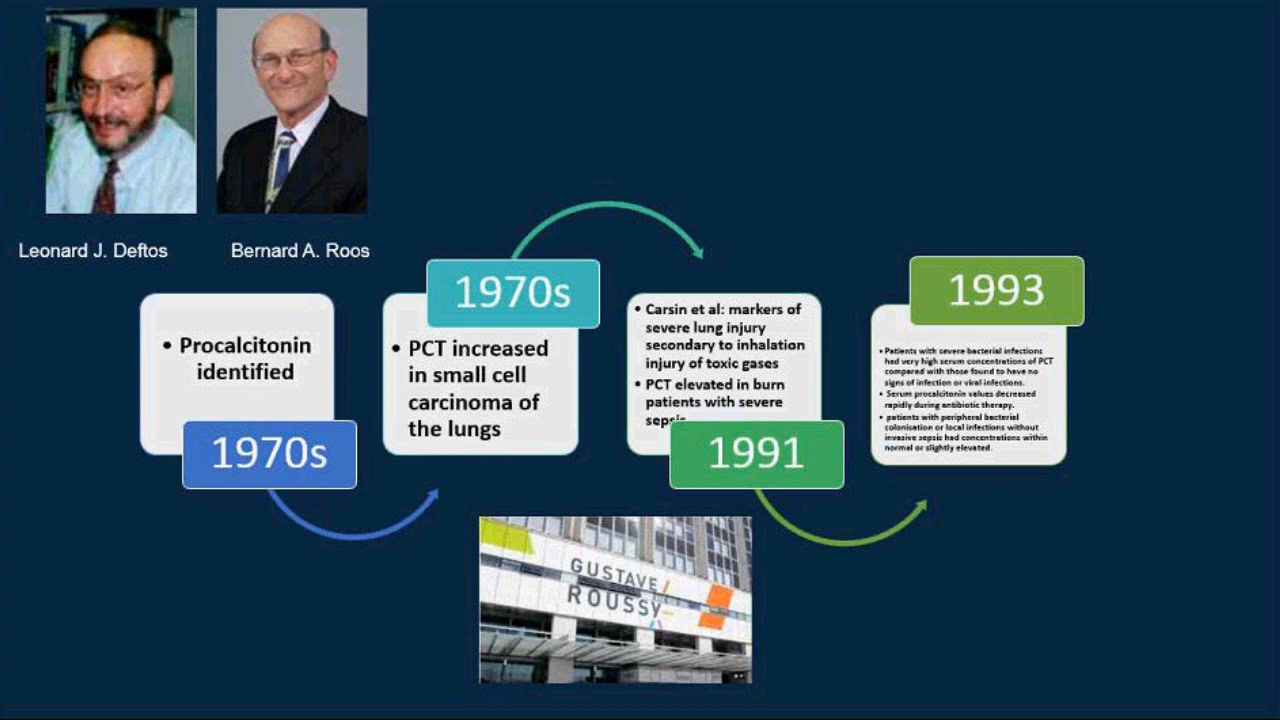 Leonard J. Deftos
Bernard A. Roos
• Procalcitonin
identified
1970s
1970s
• PCT increased
in small cell
carcinoma of
the lungs
• Carsin et al: markers of
severe lung injury
secondary to inhalation
injury of toxic gases
• PCT elevated in burn
patients with severe
sepsis
1991
1993
• Patients with severe bacterial infections
had very high serum concentrations of PCT
compared with those found to have no
signs of infection or viral infections.
• Serum procalcitonin values decreased
rapidly during antibiotic therapy.
• patients with peripheral bacterial
colonisation or local infections without
invasive sepsis had concentrations within
normal or slightly elevated.
GUSTAVE/
ROUSSY